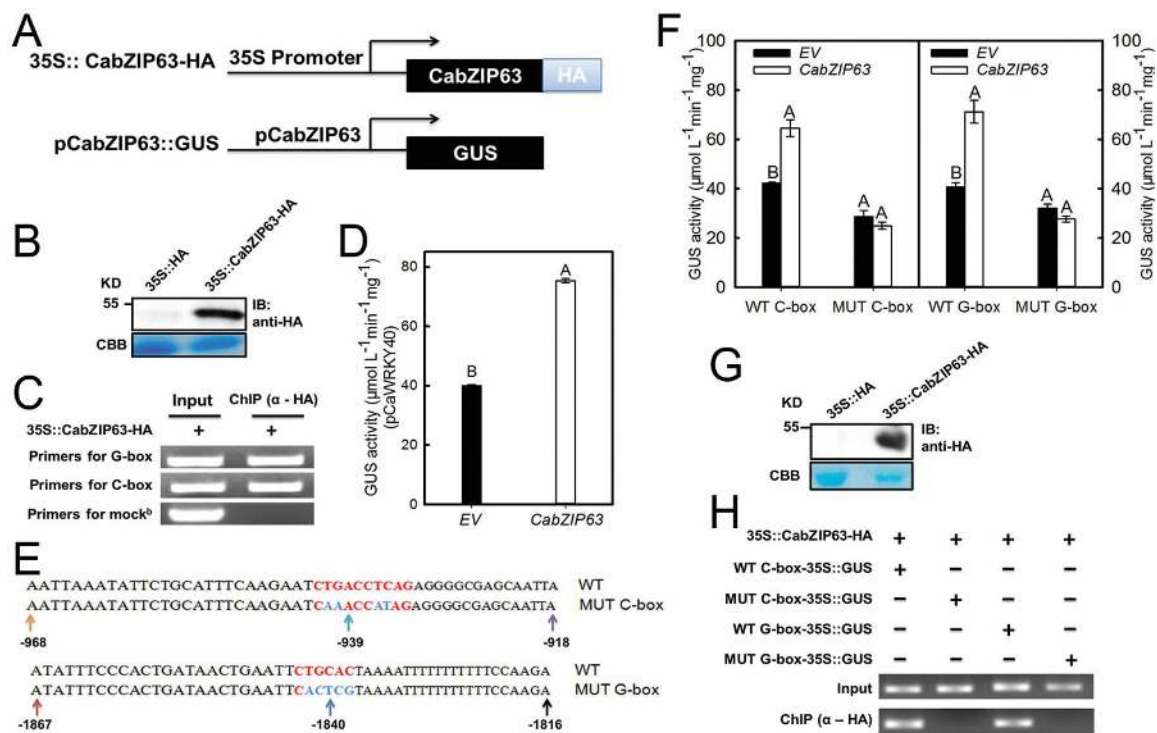 A
35S:: CabZIP63-HA
35S Promoter
CabZIP63
HA
pCabZIP63::GUS
pCabZIP63
GUS
B
35S::HA
35S::CabZIP63-HA
KD
55
IB:
anti-HA
CBB
C
Input
ChIP (α - HA)
35S::CabZIP63-HA
+ +
Primers for G-box
Primers for C-box
Primers for mockᵇ
D
GUS activity (μmol L⁻¹min⁻¹mg⁻¹)
(pCaWRKY40)
80
60
40
20
0
B
A
EV
CabZIP63
E
AATTAAATATTCTGCATTTCAAGAATCTGACCTCAGAGGGGCGAGCAATTA WT
AATTAAATATTCTGCATTTCAAGAATCAAACCATAGAGGGGCGAGCAATTA MUT C-box
-968 -939 -918
ATATTTCCCACTGATAACTGAATTCTGCACTAAAATTTTTTTTTTTCCAAGA WT
ATATTTCCCACTGATAACTGAATTCACTCGTAAAATTTTTTTTTTTCCAAGA MUT G-box
-1867 -1840 -1816
F
GUS activity (μmol L⁻¹min⁻¹mg⁻¹)
100
80
60
40
20
0
EV
CabZIP63
EV
CabZIP63
B A A A B A A A
WT C-box MUT C-box WT G-box MUT G-box
100
80
60
40
20
0
GUS activity (μmol L⁻¹min⁻¹mg⁻¹)
G
35S::HA
35S::CabZIP63-HA
KD
55
IB:
anti-HA
CBB
H
35S::CabZIP63-HA + + + +
WT C-box-35S::GUS + – – –
MUT C-box-35S::GUS – + – –
WT G-box-35S::GUS – – + –
MUT G-box-35S::GUS – – – +
Input
ChIP (α – HA)